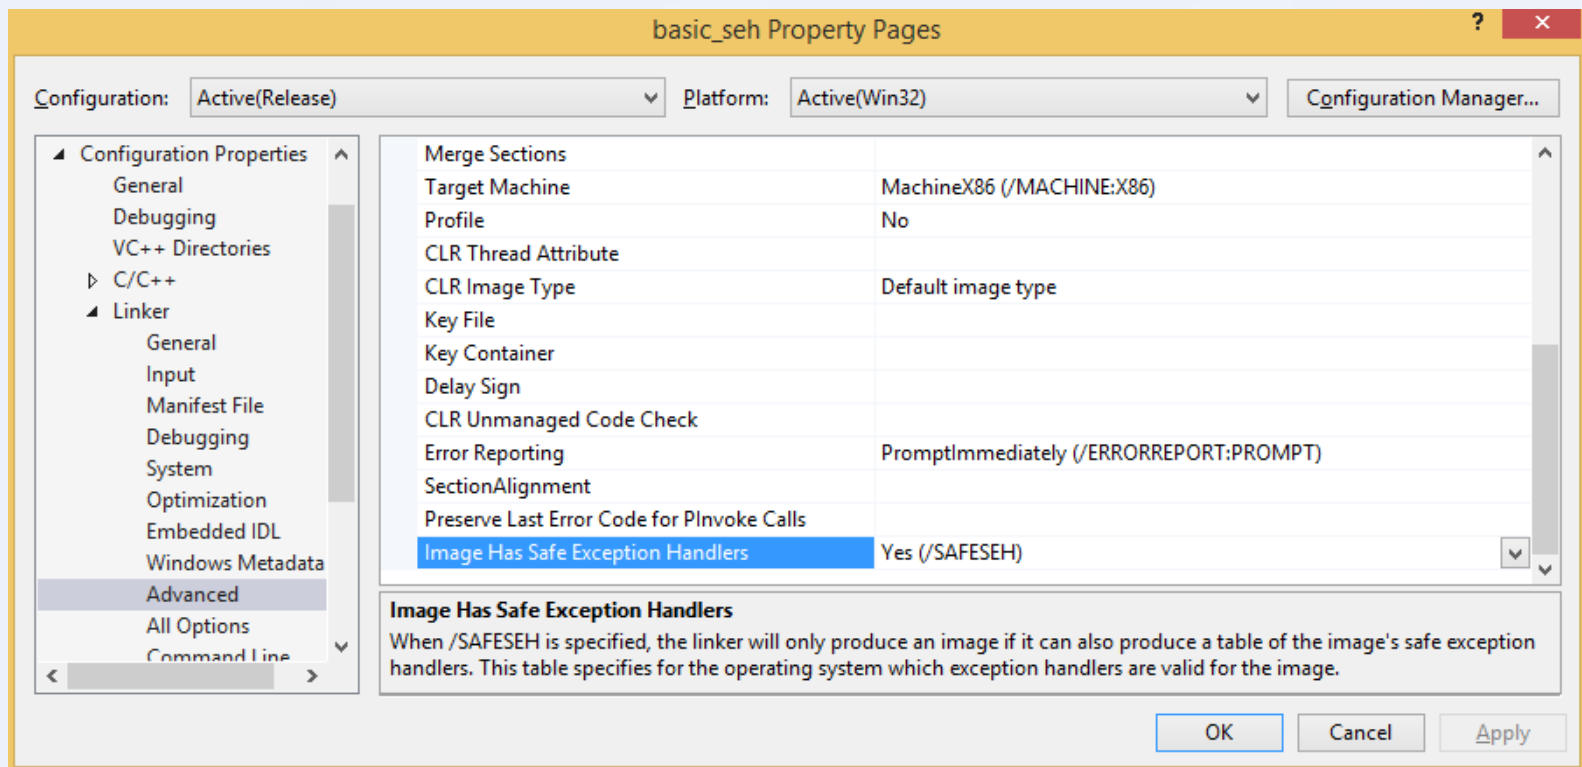 basic_seh Property Pages
?
Configuration: Active(Release) Platform: Active(Win32) Configuration Manager...
Configuration Properties
General
Debugging
VC++ Directories
C/C++
Linker
General
Input
Manifest File
Debugging
System
Optimization
Embedded IDL
Windows Metadata
Advanced
All Options
Command Line
Merge Sections
Target Machine MachineX86 (/MACHINE:X86)
Profile No
CLR Thread Attribute
CLR Image Type Default image type
Key File
Key Container
Delay Sign
CLR Unmanaged Code Check
Error Reporting PromptImmediately (/ERRORREPORT:PROMPT)
SectionAlignment
Preserve Last Error Code for PInvoke Calls
Image Has Safe Exception Handlers Yes (/SAFESEH)
Image Has Safe Exception Handlers
When /SAFESEH is specified, the linker will only produce an image if it can also produce a table of the image's safe exception
handlers. This table specifies for the operating system which exception handlers are valid for the image.
OK Cancel Apply